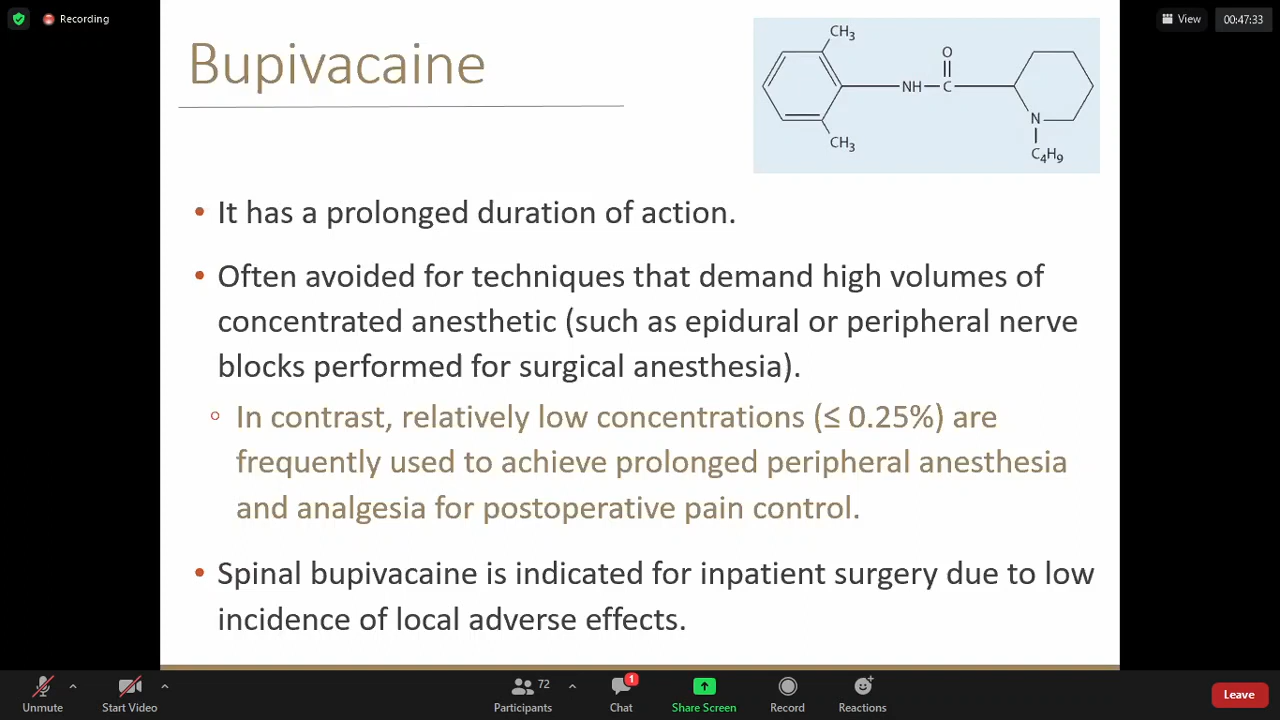 Recording
View
00:47:33
Bupivacaine
CH3
O
NH
C
N
CH3
C4H9
• It has a prolonged duration of action.
• Often avoided for techniques that demand high volumes of
concentrated anesthetic (such as epidural or peripheral nerve
blocks performed for surgical anesthesia).
○ In contrast, relatively low concentrations (≤ 0.25%) are
frequently used to achieve prolonged peripheral anesthesia
and analgesia for postoperative pain control.
• Spinal bupivacaine is indicated for inpatient surgery due to low
incidence of local adverse effects.
Unmute
Start Video
72
Participants
1
Chat
Share Screen
Record
Reactions
Leave